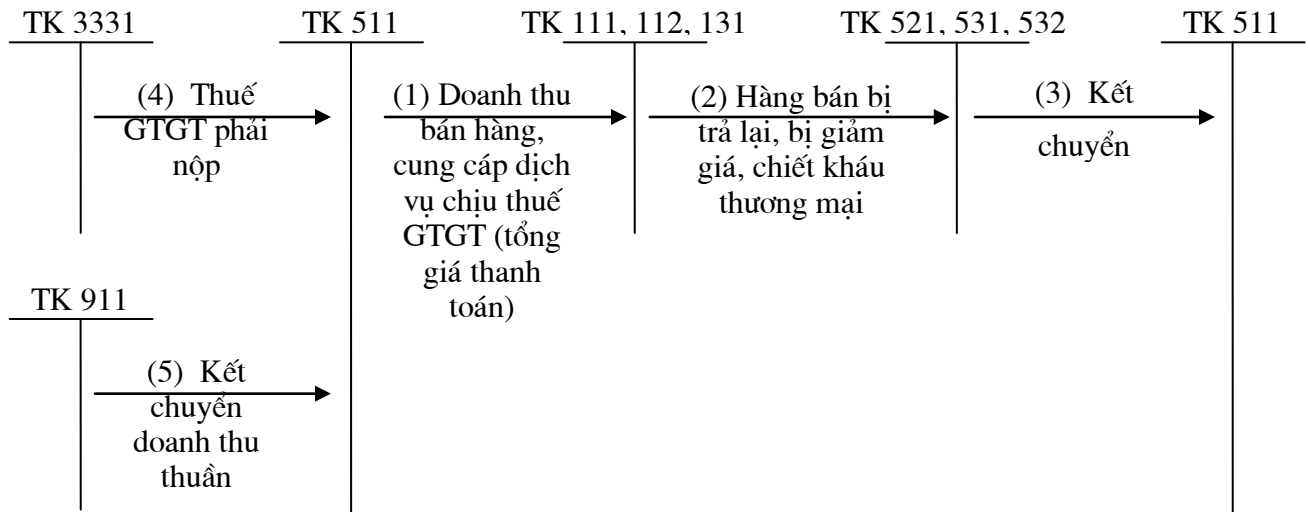 TK 3331
TK 511
TK 111, 112, 131
TK 521, 531, 532
TK 511
(4) Thuế
GTGT phải
nộp
(1) Doanh thu
bán hàng,
cung cáp dịch
vụ chịu thuế
GTGT (tổng
giá thanh
toán)
(2) Hàng bán bị
trả lại, bị giảm
giá, chiết kháu
thương mại
(3) Kết
chuyển
TK 911
(5) Kết
chuyển
doanh thu
thuần